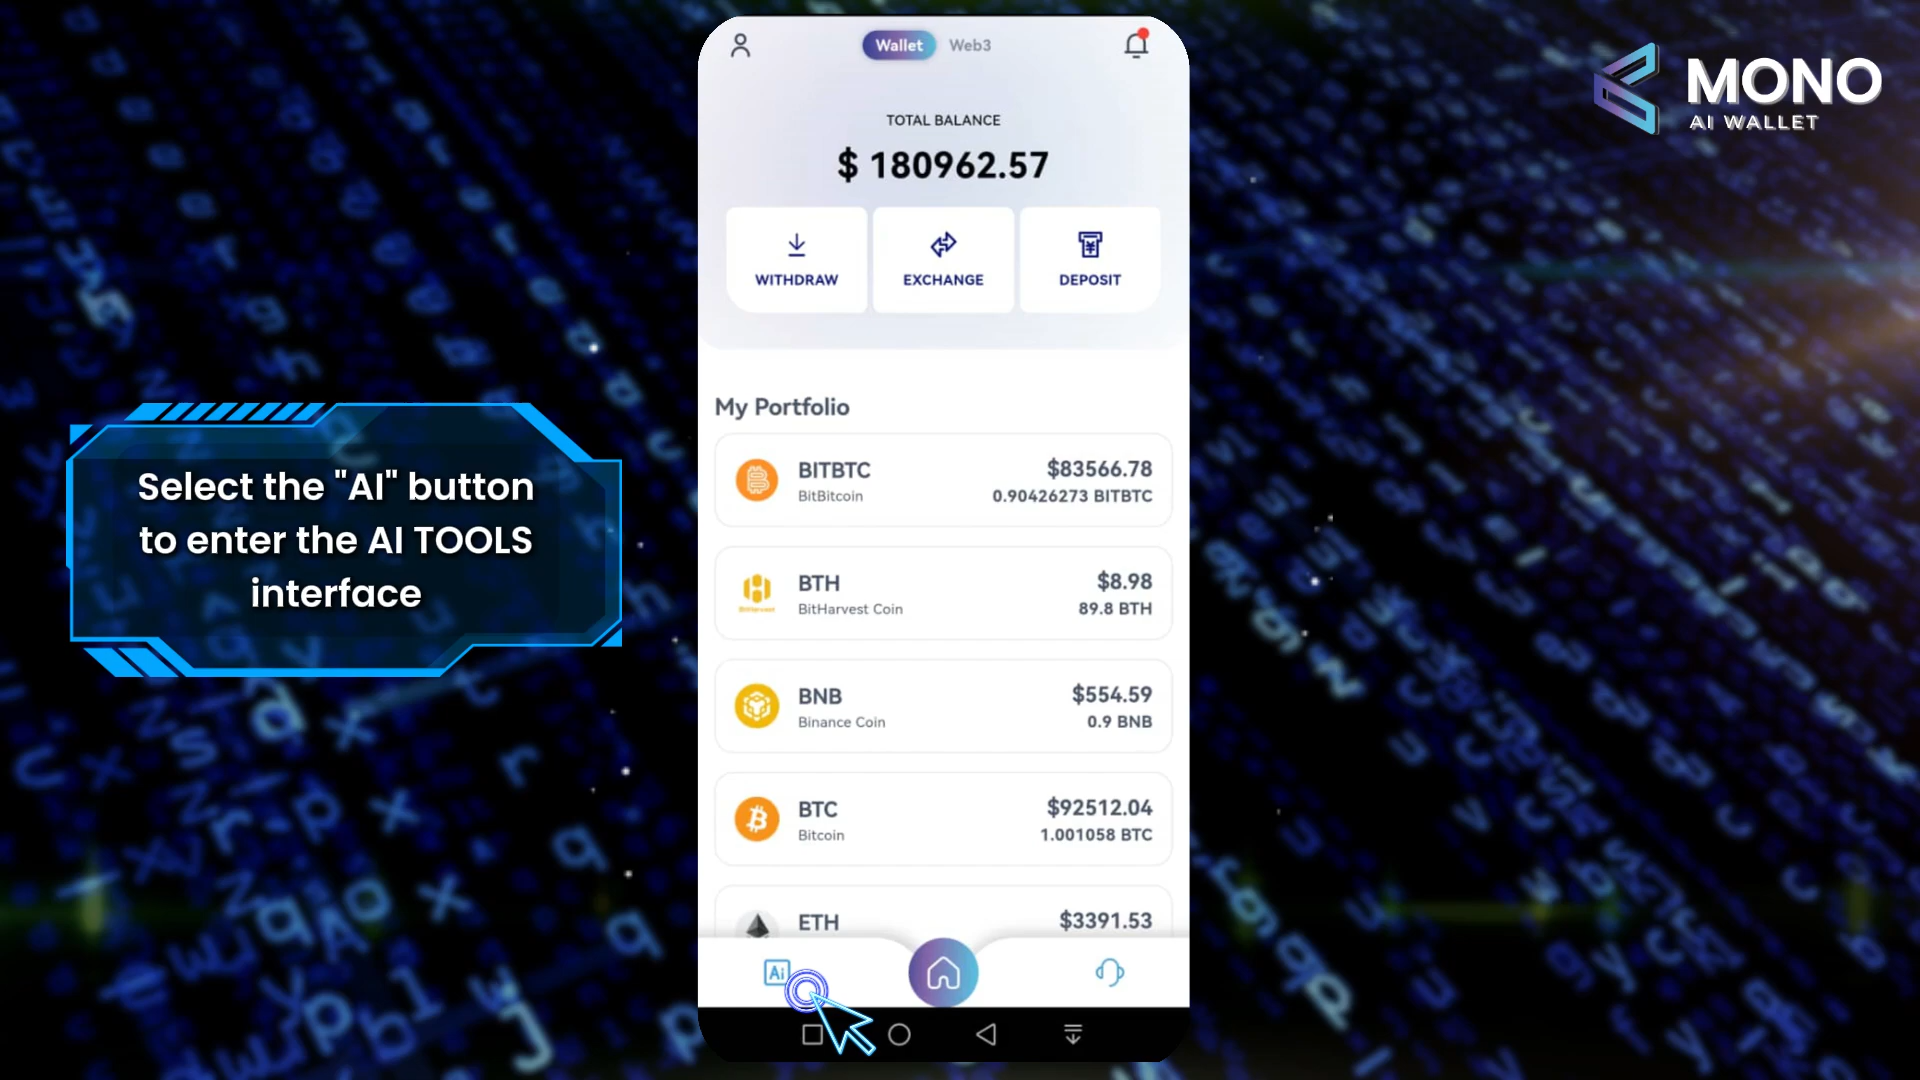 Wallet Web3
MONO
AI WALLET
TOTAL BALANCE
$ 180962.57
WITHDRAW EXCHANGE DEPOSIT
Select the "AI" button
to enter the AI TOOLS
interface
My Portfolio
BITBTC $83566.78
BitBitcoin 0.90426273 BITBTC
BTH $8.98
BitHarvest Coin 89.8 BTH
BNB $554.59
Binance Coin 0.9 BNB
BTC $92512.04
Bitcoin 1.001058 BTC
ETH $3391.53
Ai